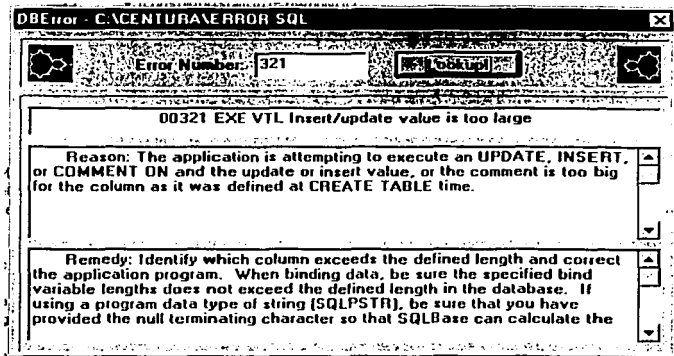 DBError - C:\CENTURA\ERROR SQL
Error Number: 321 Lookup!
00321 EXE VTL Insert/update value is too large
Reason: The application is attempting to execute an UPDATE, INSERT,
or COMMENT ON and the update or insert value, or the comment is too big
for the column as it was defined at CREATE TABLE time.
Remedy: Identify which column exceeds the defined length and correct
the application program. When binding data, be sure the specified bind
variable lengths does not exceed the defined length in the database. If
using a program data type of string (SQLPSTR), be sure that you have
provided the null terminating character so that SQLBase can calculate the